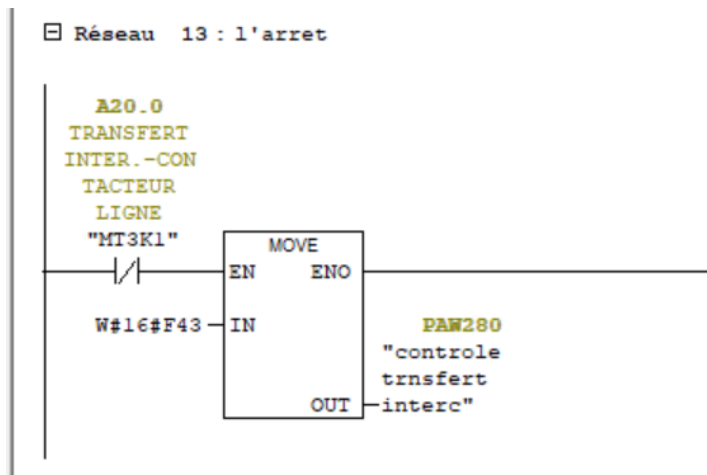 Réseau 13 : l'arret
A20.0
TRANSFERT
INTER.-CON
TACTEUR
LIGNE
"MT3K1"
MOVE
EN ENO
W#16#F43 IN
PAW280
"controle
trnsfert
OUT interc"